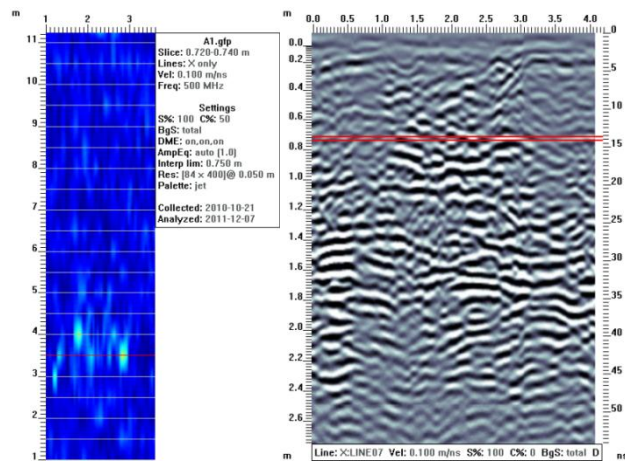 m
1 2 3
11
10
9
8
7
6
5
4
3
2
1
m
A1.gfp
Slice: 0.720-0.740 m
Lines: X only
Vel: 0.100 m/ns
Freq: 500 MHz
Settings
S%: 100 C%: 50
BgS: total
DME: on,on,on
AmpEq: auto [1.0]
Interp lim: 0.750 m
Res: [84 x 400]@ 0.050 m
Palette: jet
Collected: 2010-10-21
Analyzed: 2011-12-07
m 0.0 0.5 1.0 1.5 2.0 2.5 3.0 3.5 4.0
0.0
0.2
0.4
0.6
0.8
1.0
1.2
1.4
1.6
1.8
2.0
2.2
2.4
2.6
m
0
5
10
15
20
25
30
35
40
45
50
ns
Line: X:LINE07 Vel: 0.100 m/ns S%: 100 C%: 0 BgS: total D